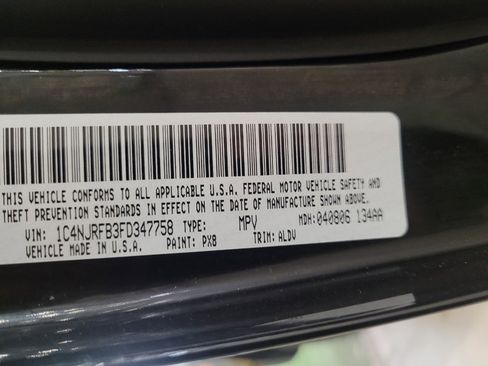 THIS VEHICLE CONFORMS TO ALL APPLICABLE U.S.A. FEDERAL MOTOR VEHICLE SAFETY AND
THEFT PREVENTION STANDARDS IN EFFECT ON THE DATE OF MANUFACTURE SHOWN ABOVE.
VIN: 1C4NJRFB3FD347758 TYPE: MPV MDH: 040806 134AA
VEHICLE MADE IN U.S.A. PAINT: PX8 TRIM: ALDV